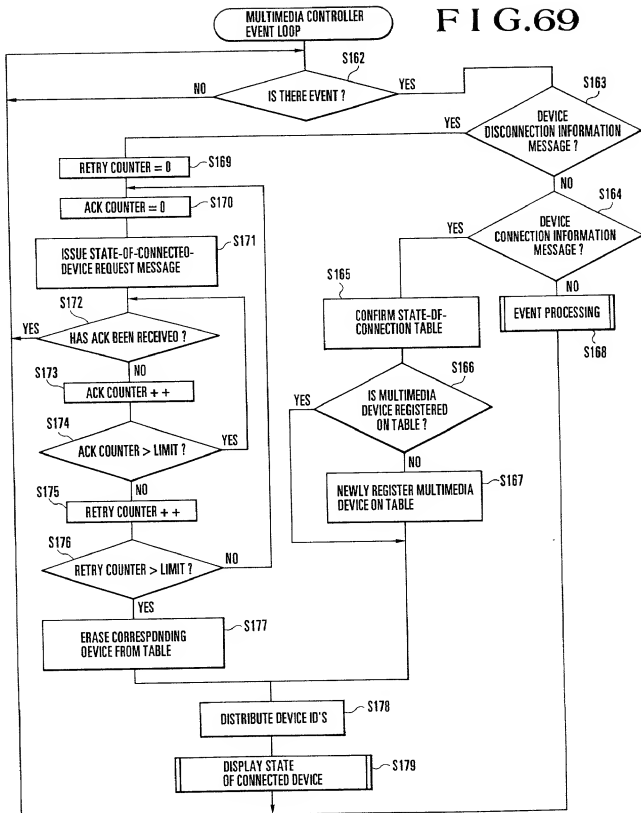 FIG.69
MULTIMEDIA CONTROLLER
EVENT LOOP
S162
IS THERE EVENT ?
NO
YES
S163
DEVICE
DISCONNECTION INFORMATION
MESSAGE ?
YES
NO
S169
RETRY COUNTER = 0
S170
ACK COUNTER = 0
S171
ISSUE STATE-OF-CONNECTED-
DEVICE REQUEST MESSAGE
S164
DEVICE
CONNECTION INFORMATION
MESSAGE ?
YES
NO
S165
CONFIRM STATE-OF-
CONNECTION TABLE
EVENT PROCESSING
S168
S172
HAS ACK BEEN RECEIVED ?
YES
NO
S173
ACK COUNTER + +
S166
IS MULTIMEDIA
DEVICE REGISTERED
ON TABLE ?
YES
NO
S174
ACK COUNTER > LIMIT ?
YES
NO
S167
NEWLY REGISTER MULTIMEDIA
DEVICE ON TABLE
S175
RETRY COUNTER + +
S176
RETRY COUNTER > LIMIT ?
NO
YES
S177
ERASE CORRESPONDING
DEVICE FROM TABLE
S178
DISTRIBUTE DEVICE ID'S
S179
DISPLAY STATE
OF CONNECTED DEVICE